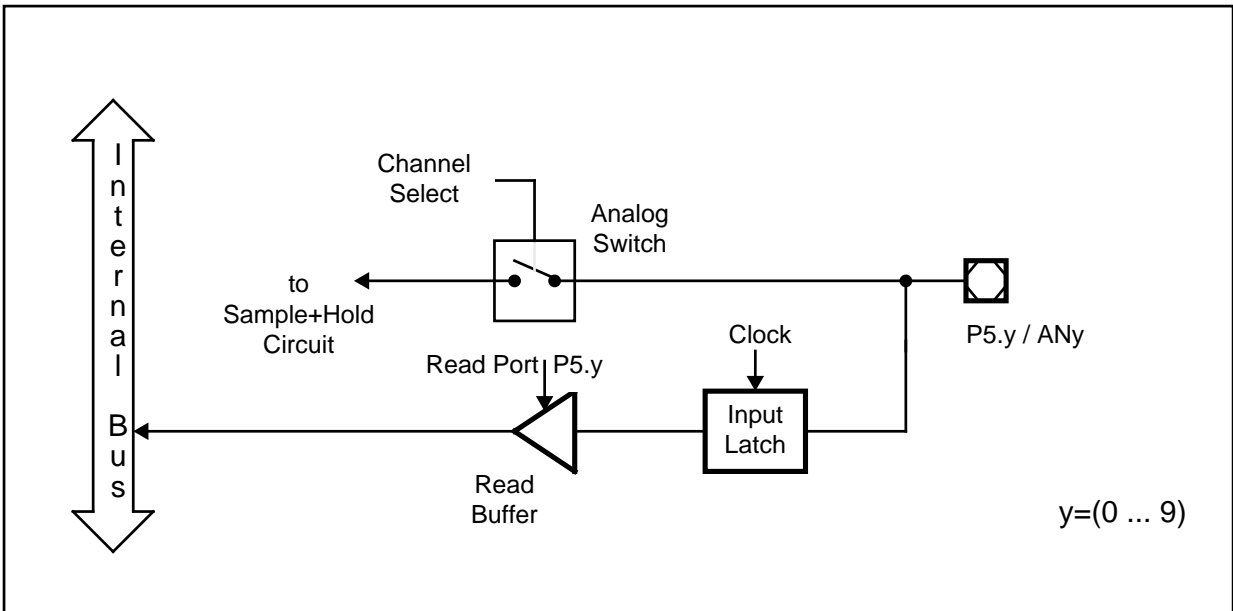 Internal Bus
Channel
Select
Analog
Switch
to
Sample+Hold
Circuit
P5.y / ANy
Clock
Read Port P5.y
Input
Latch
Read
Buffer
y=(0 ... 9)